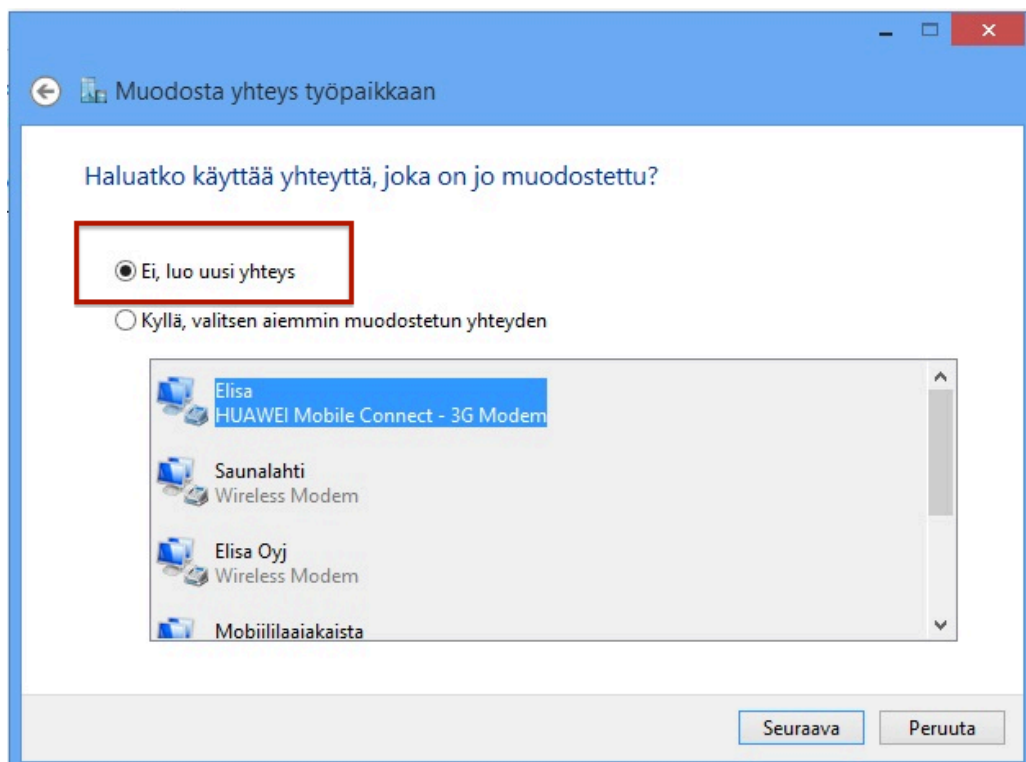 Muodosta yhteys työpaikkaan
Haluatko käyttää yhteyttä, joka on jo muodostettu?
Ei, luo uusi yhteys
Kyllä, valitsen aiemmin muodostetun yhteyden
Elisa
HUAWEI Mobile Connect - 3G Modem
Saunalahti
Wireless Modem
Elisa Oyj
Wireless Modem
Mobiililaajakaista
Seuraava Peruuta